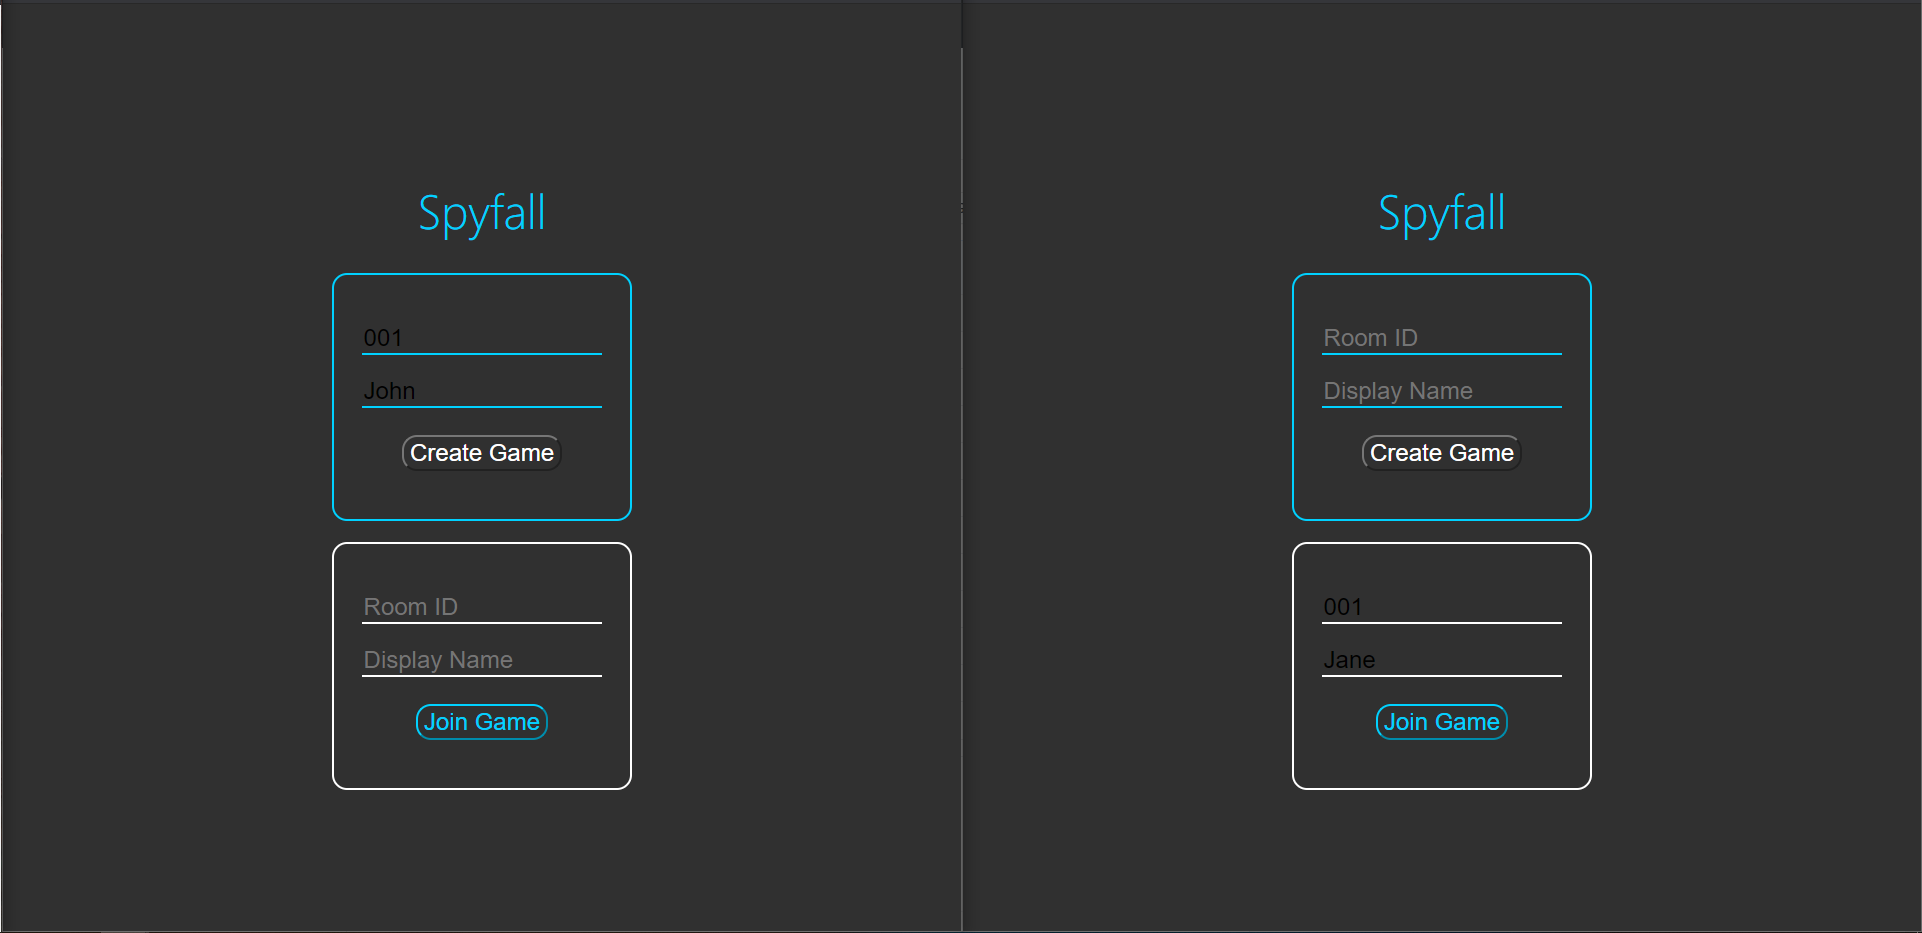 Spyfall
001
John
Create Game
Room ID
Display Name
Join Game
Spyfall
Room ID
Display Name
Create Game
001
Jane
Join Game